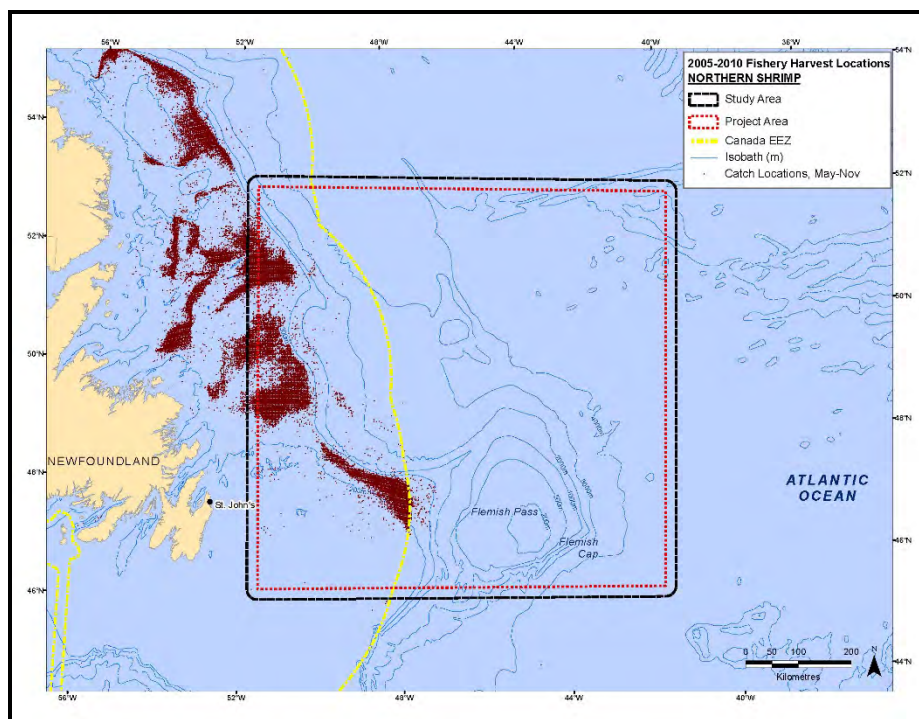 56°W 52°W 48°W 44°W 40°W 36°W
54°N
54°N
52°N
52°N
50°N
50°N
48°N
48°N
46°N
46°N
44°N
2005-2010 Fishery Harvest Locations
NORTHERN SHRIMP
Study Area
Project Area
Canada EEZ
Isobath (m)
Catch Locations, May-Nov
NEWFOUNDLAND
St. John's
Flemish Pass
Flemish
Cap
ATLANTIC
OCEAN
N
0 50 100 200
Kilometres
56°W 52°W 48°W 44°W 40°W